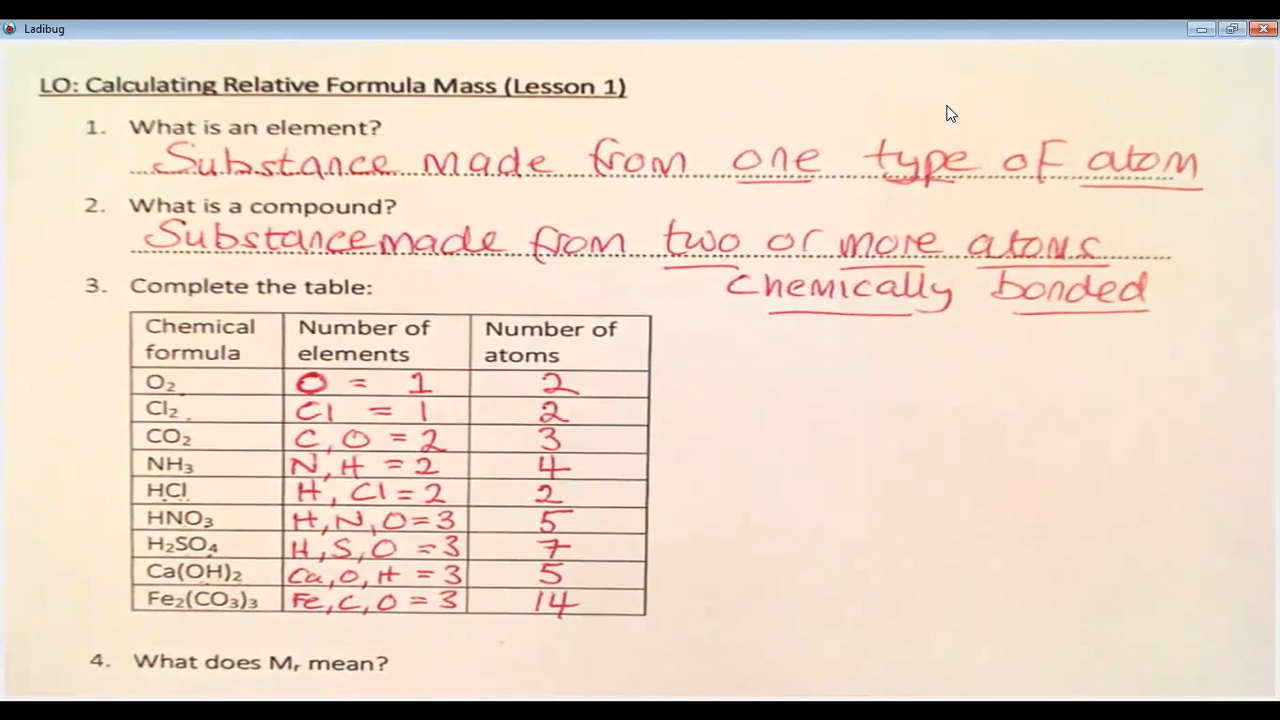 Ladibug
LO: Calculating Relative Formula Mass (Lesson 1)
1. What is an element?
Substance made from one type of atom
2. What is a compound?
Substance made from two or more atoms
chemically bonded
3. Complete the table:
Chemical formula Number of elements Number of atoms
O₂ O = 1 2
Cl₂ Cl = 1 2
CO₂ C, O = 2 3
NH₃ N, H = 2 4
HCl H, Cl = 2 2
HNO₃ H, N, O = 3 5
H₂SO₄ H, S, O = 3 7
Ca(OH)₂ Ca, O, H = 3 5
Fe₂(CO₃)₃ Fe, C, O = 3 14
4. What does Mᵣ mean?